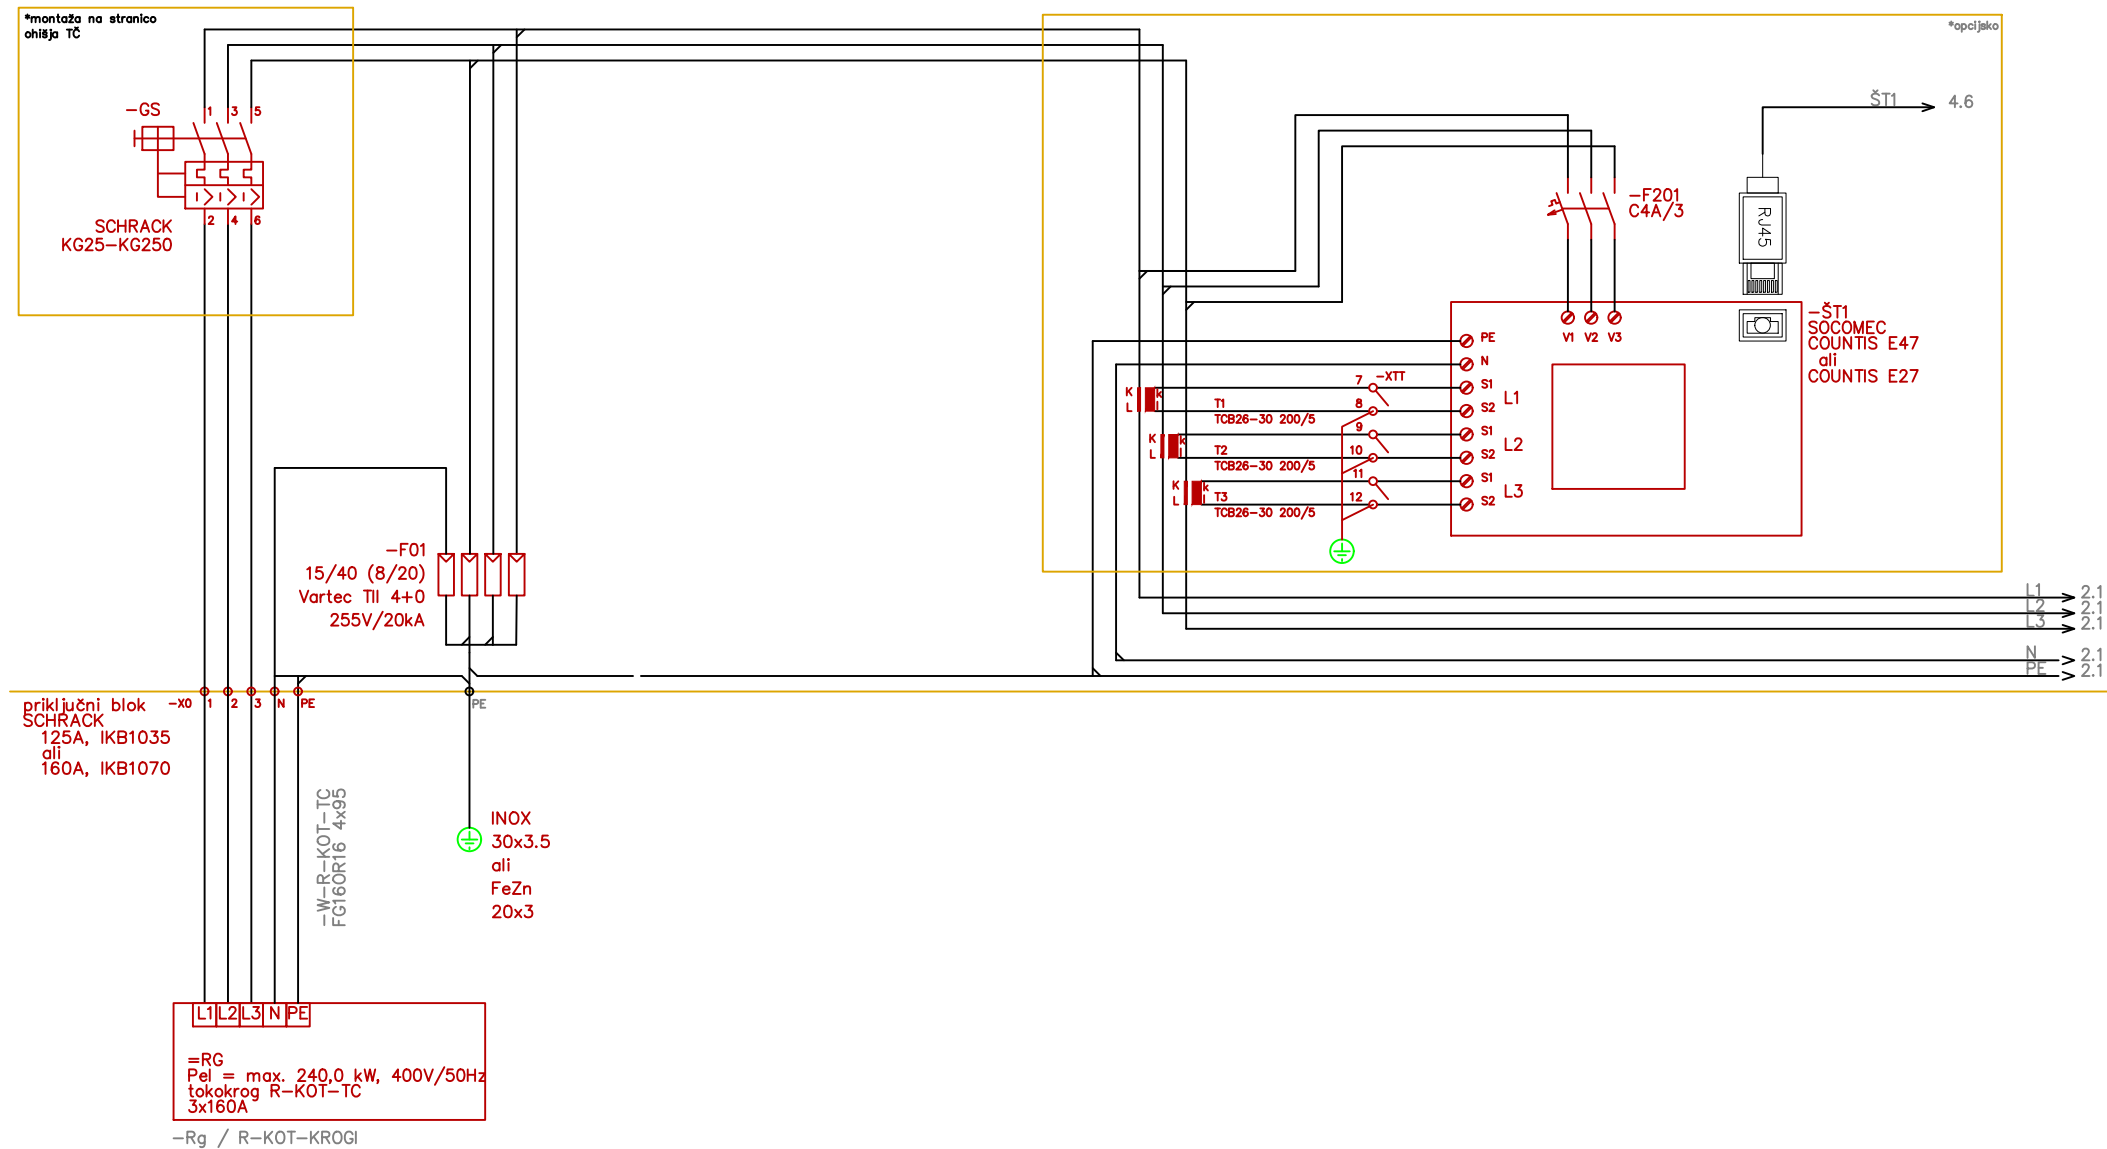 *montaža na stranico
ohišja TČ
-GS
1
3
5
2
4
6
SCHRACK
KG25-KG250
*opcijsko
ŠT1
4.6
-F201
C4A/3
RJ45
-ŠT1
SOCOMEC
COUNTIS E47
ali
COUNTIS E27
V1
V2
V3
PE
N
S1
S2
L1
S1
S2
L2
S1
S2
L3
-XTT
7
8
9
10
11
12
K
k
L
l
T1
TCB26-30 200/5
K
k
L
l
T2
TCB26-30 200/5
K
k
L
l
T3
TCB26-30 200/5
-F01
15/40 (8/20)
Vartec TII 4+0
255V/20kA
L1
2.1
L2
2.1
L3
2.1
N
2.1
PE
2.1
priključni blok
SCHRACK
125A, IKB1035
ali
160A, IKB1070
-X0
1
2
3
N
PE
PE
-W-R-KOT-TC
FG16OR16 4x95
INOX
30x3.5
ali
FeZn
20x3
L1
L2
L3
N
PE
=RG
Pel = max. 240,0 kW, 400V/50Hz
tokokrog R-KOT-TC
3x160A
-Rg / R-KOT-KROGI